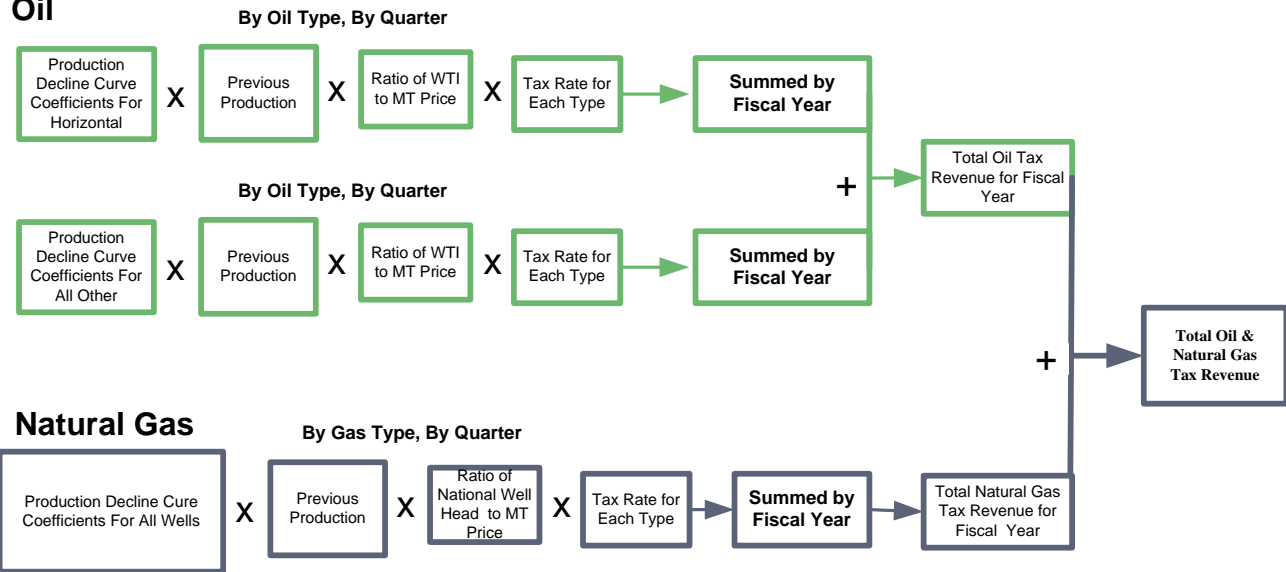 Oil
By Oil Type, By Quarter
Production
Decline Curve
Coefficients For
Horizontal
X
Previous
Production
X
Ratio of WTI
to MT Price
X
Tax Rate for
Each Type
Summed by
Fiscal Year
By Oil Type, By Quarter
Production
Decline Curve
Coefficients For
All Other
X
Previous
Production
X
Ratio of WTI
to MT Price
X
Tax Rate for
Each Type
Summed by
Fiscal Year
+
Total Oil Tax
Revenue for Fiscal
Year
Natural Gas
By Gas Type, By Quarter
Production Decline Cure
Coefficients For All Wells
X
Previous
Production
X
Ratio of
National Well
Head to MT
Price
X
Tax Rate for
Each Type
Summed by
Fiscal Year
Total Natural Gas
Tax Revenue for
Fiscal Year
+
Total Oil &
Natural Gas
Tax Revenue